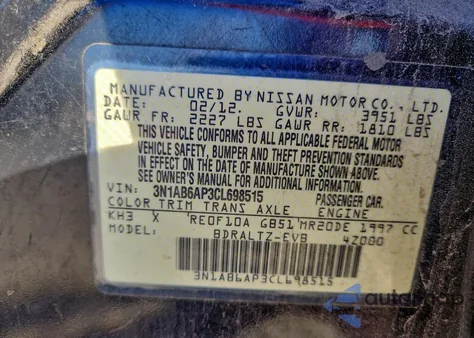 MANUFACTURED BY NISSAN MOTOR CO., LTD.
DATE: 02/12. GVWR: 3951 LBS
GAWR FR: 2227 LBS GAWR RR: 1810 LBS
THIS VEHICLE CONFORMS TO ALL APPLICABLE FEDERAL MOTOR
VEHICLE SAFETY, BUMPER AND THEFT PREVENTION STANDARDS
IN EFFECT ON THE DATE OF MANUFACTURE SHOWN ABOVE.
SEE OWNER'S MANUAL FOR ADDITIONAL INFORMATION.
VIN: 3N1AB6AP3CL698515 PASSENGER CAR.
COLOR TRIM TRANS AXLE ENGINE
KH3 X RE0F10A GB51 MR20DE 1997 CC
MODEL: BDRALTZ-EVB 4Z000
3N1AB6AP3CL698515